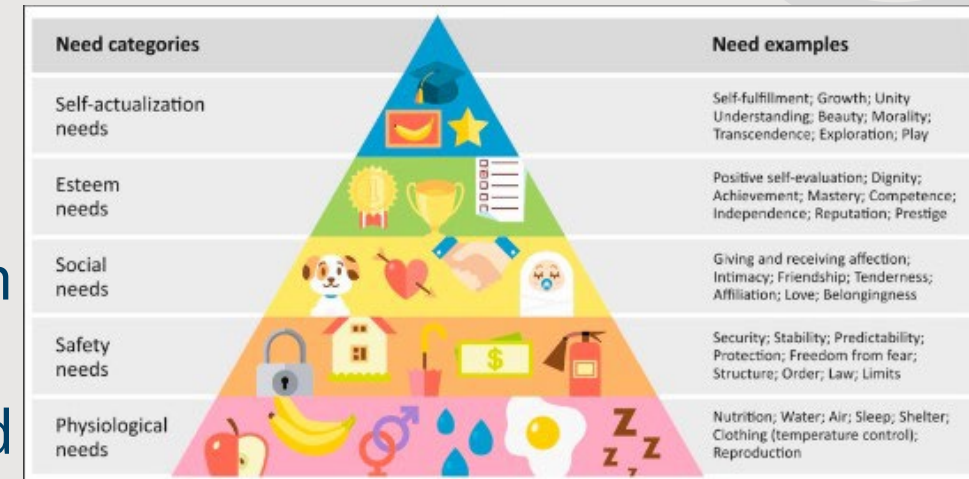 Need categories
Need examples
Self-actualization
needs
Self-fulfillment; Growth; Unity
Understanding; Beauty; Morality;
Transcendence; Exploration; Play
Esteem
needs
Positive self-evaluation; Dignity;
Achievement; Mastery; Competence;
Independence; Reputation; Prestige
n
Social
needs
Giving and receiving affection;
Intimacy; Friendship; Tenderness;
Affiliation; Love; Belongingness
Safety
needs
$
Security; Stability; Predictability;
Protection; Freedom from fear;
Structure; Order; Law; Limits
d
Physiological
needs
Z
Z
Z
Z
Nutrition; Water; Air; Sleep; Shelter;
Clothing (temperature control);
Reproduction